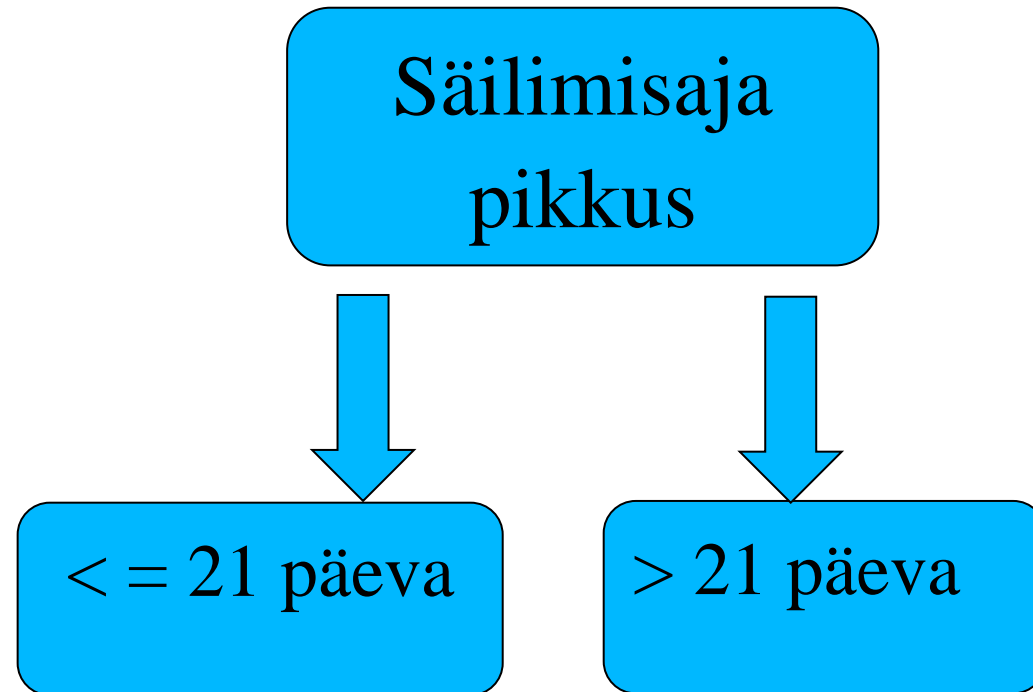 Säilimisaja
pikkus
< = 21 päeva
> 21 päeva